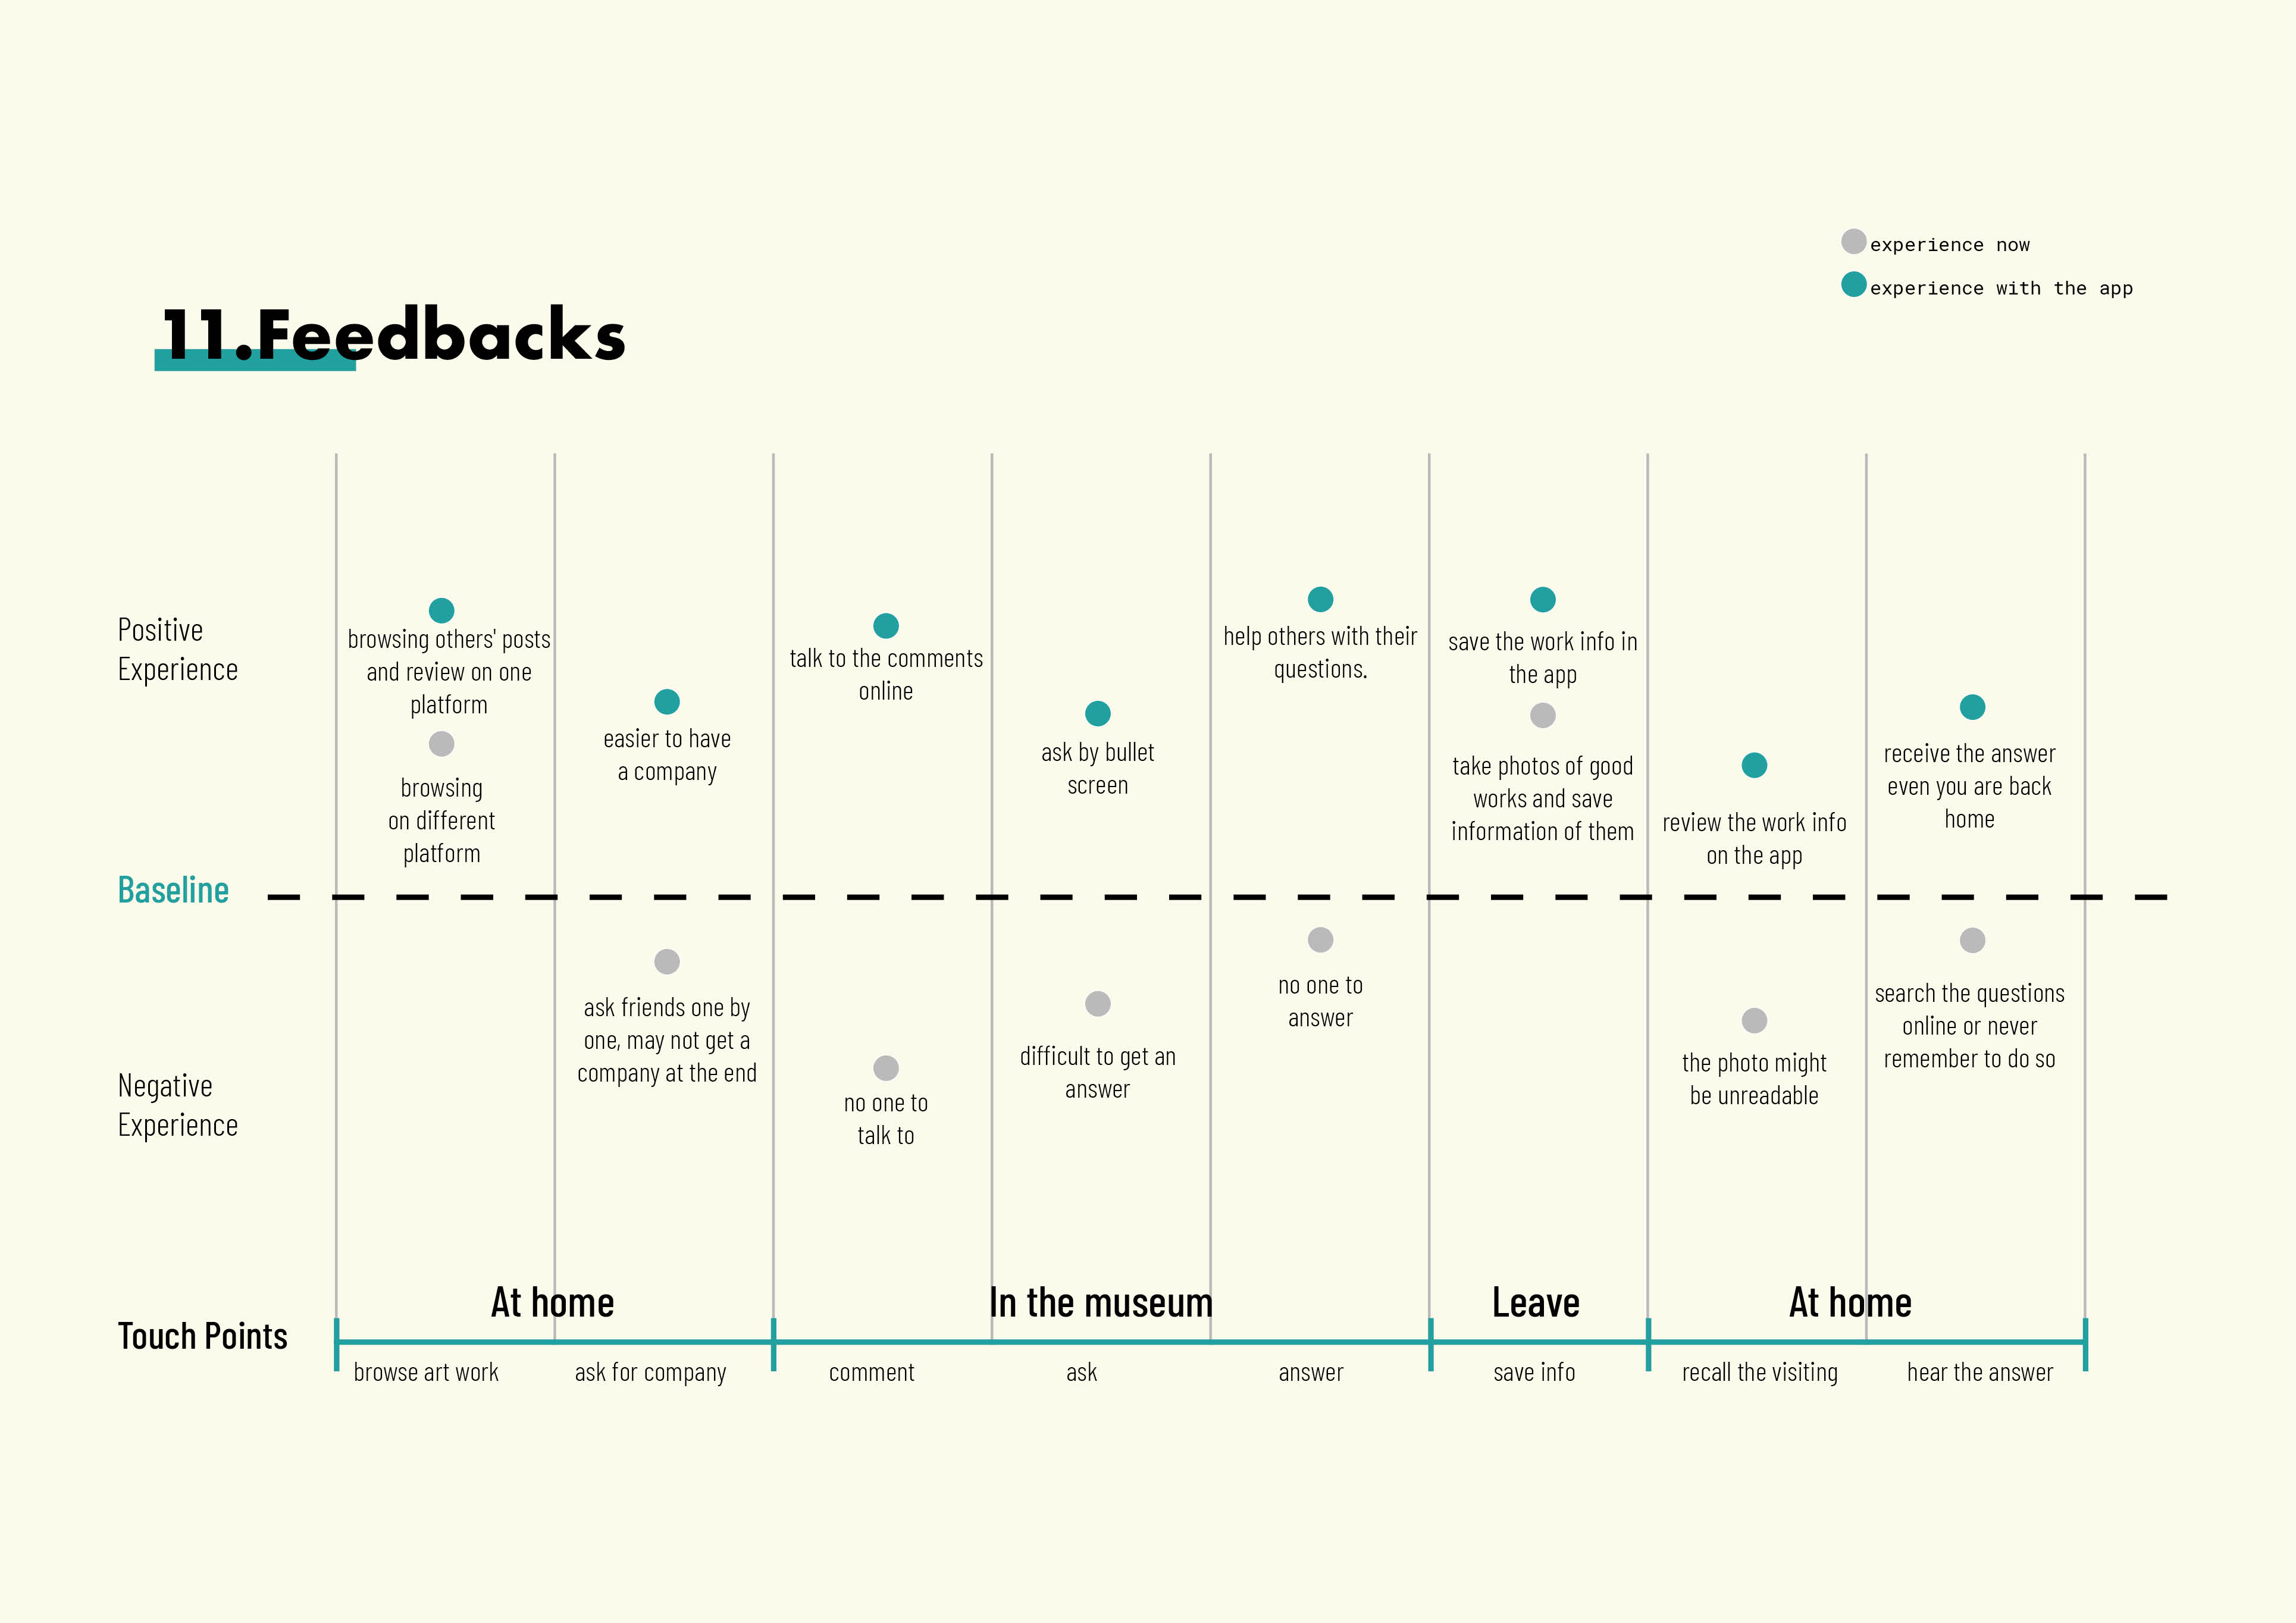 experience now
experience with the app
11.Feedbacks
Positive
Experience
browsing others' posts
and review on one
platform
browsing
on different
platform
easier to have
a company
talk to the comments
online
ask by bullet
screen
help others with their
questions.
save the work info in
the app
take photos of good
works and save
information of them
review the work info
on the app
receive the answer
even you are back
home
Baseline
Negative
Experience
ask friends one by
one, may not get a
company at the end
no one to
talk to
difficult to get an
answer
no one to
answer
the photo might
be unreadable
search the questions
online or never
remember to do so
Touch Points
At home
In the museum
Leave
At home
browse art work
ask for company
comment
ask
answer
save info
recall the visiting
hear the answer